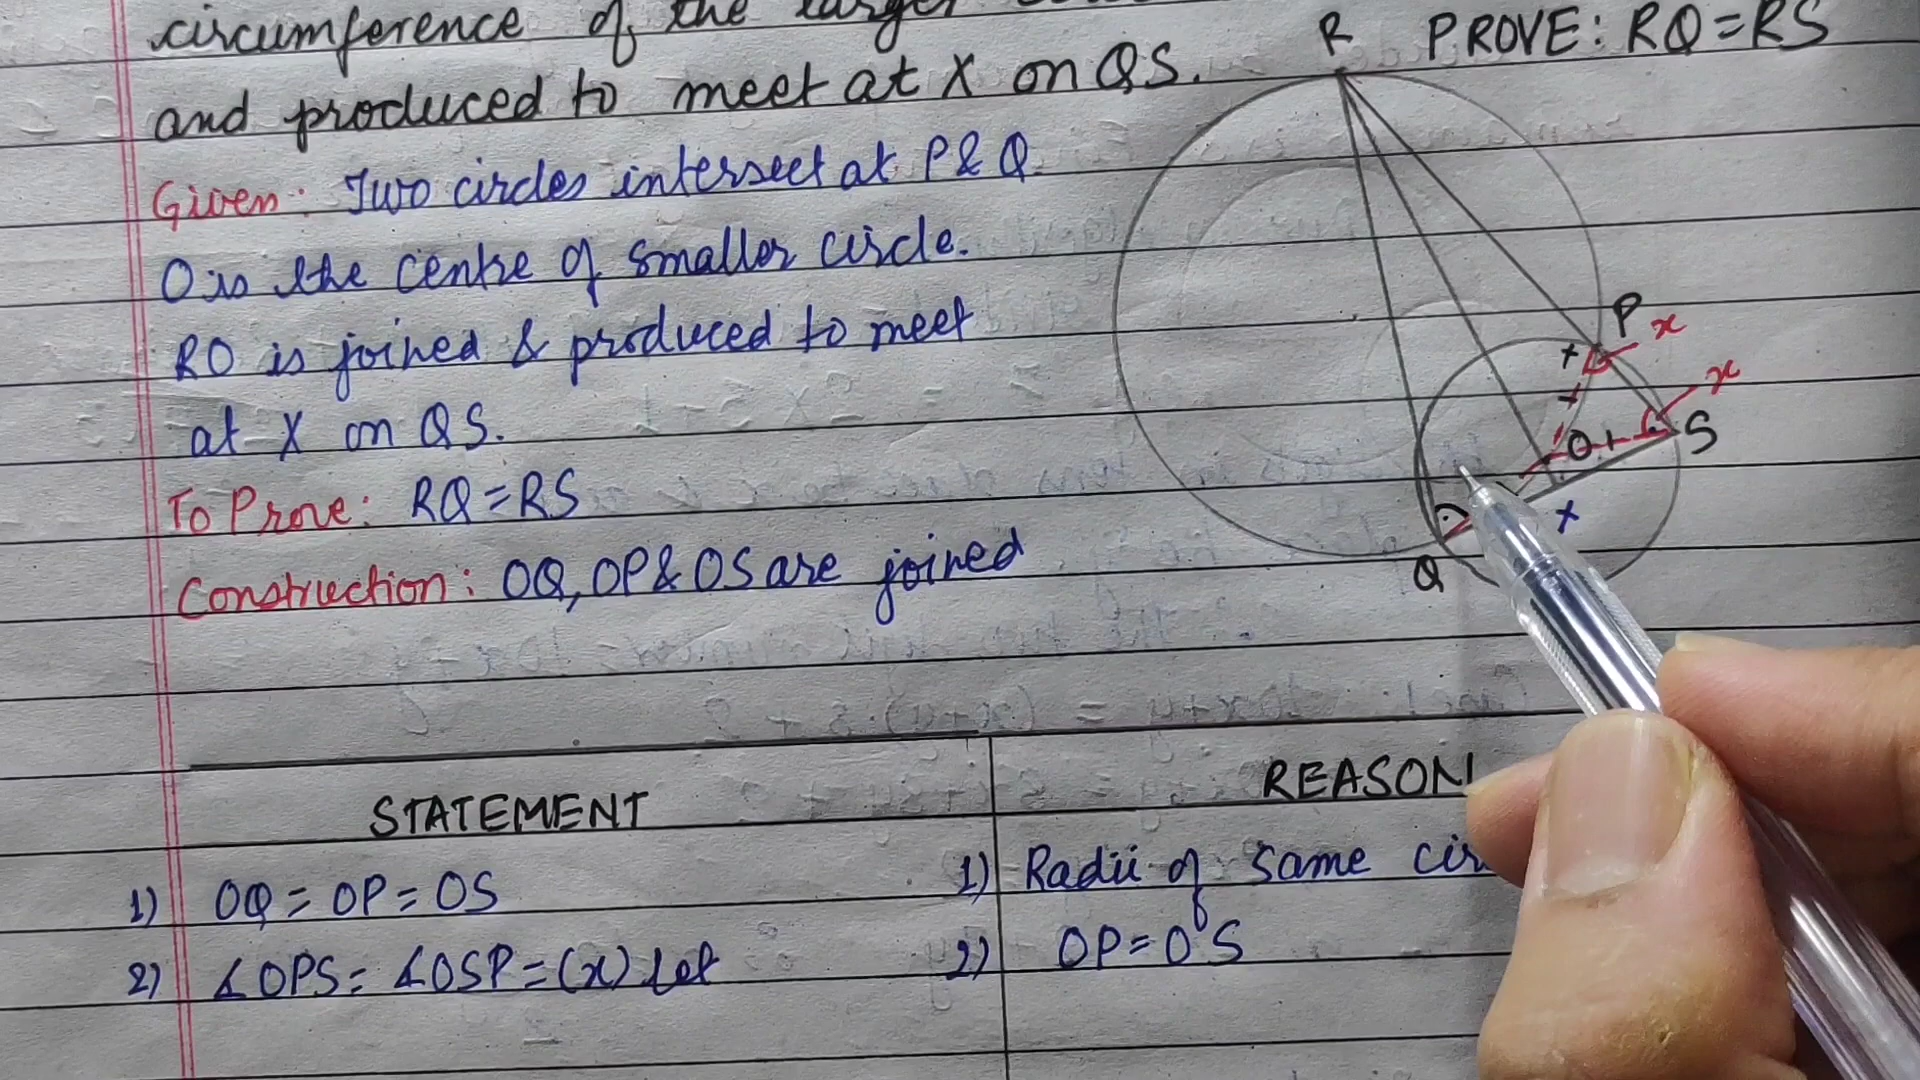 circumference of the larger
and produced to meet at X on QS.
R PROVE: RQ=RS
Given: Two circles intersect at P & Q.
O is the centre of smaller circle.
RO is joined & produced to meet
at X on QS.
To Prove: RQ=RS
Construction: OQ, OP & OS are joined
P x
x
O S
x
Q
STATEMENT REASON
1) OQ = OP = OS 1) Radii of same cir
2) ∠OPS = ∠OSP = (x) Let 2) OP = OS